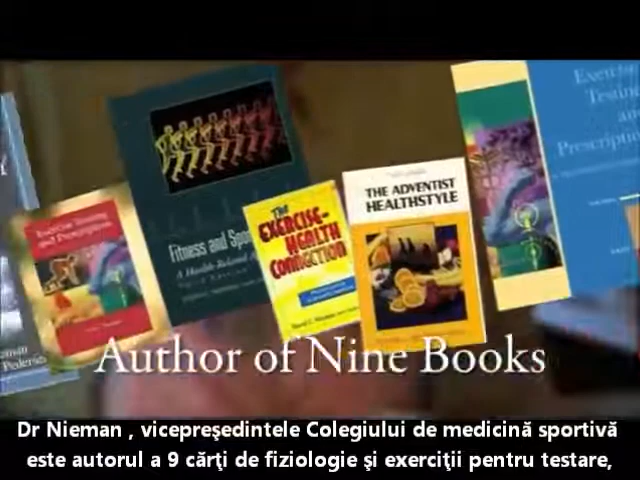 Exercise
Testing
and
Prescription
THE ADVENTIST
HEALTHSTYLE
Exercise Testing
and Prescription
THE
EXERCISE-
HEALTH
CONNECTION
Fitness and
A Health-Related
Author of Nine Books
Dr Nieman , vicepreşedintele Colegiului de medicină sportivă
este autorul a 9 cărţi de fiziologie şi exerciţii pentru testare,